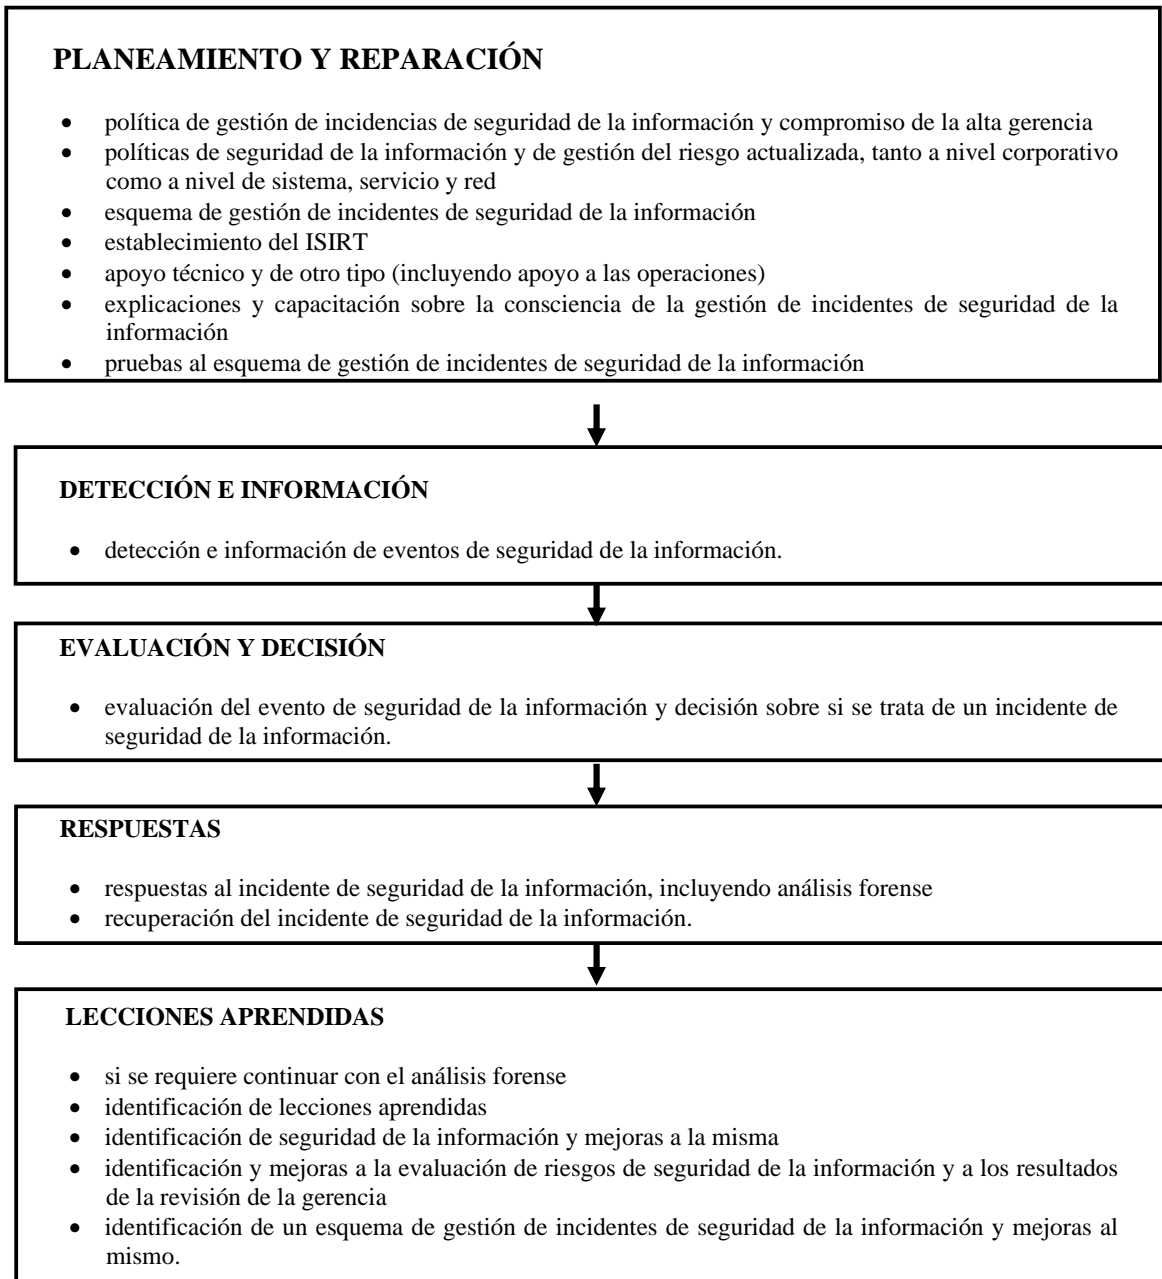 PLANEAMIENTO Y REPARACIÓN
• política de gestión de incidencias de seguridad de la información y compromiso de la alta gerencia
• políticas de seguridad de la información y de gestión del riesgo actualizada, tanto a nivel corporativo
como a nivel de sistema, servicio y red
• esquema de gestión de incidentes de seguridad de la información
• establecimiento del ISIRT
• apoyo técnico y de otro tipo (incluyendo apoyo a las operaciones)
• explicaciones y capacitación sobre la consciencia de la gestión de incidentes de seguridad de la
información
• pruebas al esquema de gestión de incidentes de seguridad de la información
DETECCIÓN E INFORMACIÓN
• detección e información de eventos de seguridad de la información.
EVALUACIÓN Y DECISIÓN
• evaluación del evento de seguridad de la información y decisión sobre si se trata de un incidente de
seguridad de la información.
RESPUESTAS
• respuestas al incidente de seguridad de la información, incluyendo análisis forense
• recuperación del incidente de seguridad de la información.
LECCIONES APRENDIDAS
• si se requiere continuar con el análisis forense
• identificación de lecciones aprendidas
• identificación de seguridad de la información y mejoras a la misma
• identificación y mejoras a la evaluación de riesgos de seguridad de la información y a los resultados
de la revisión de la gerencia
• identificación de un esquema de gestión de incidentes de seguridad de la información y mejoras al
mismo.